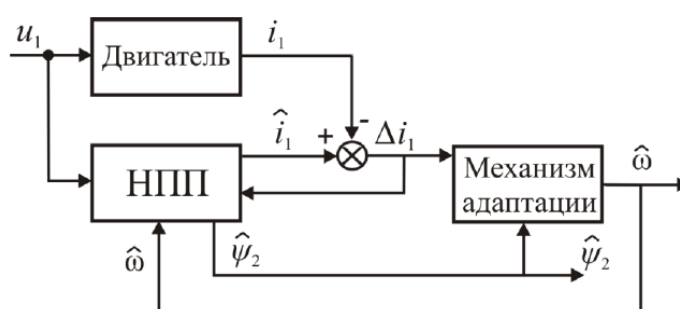 u₁
Двигатель
i₁
-
î₁
+
Δi₁
НПП
Механизм
адаптации
ω̂
ω̂
ψ̂₂
ψ̂₂